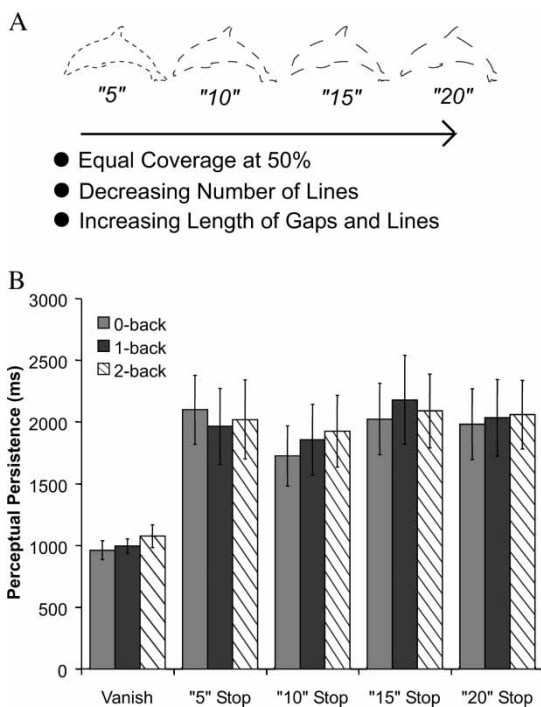 A
"5" "10" "15" "20"
● Equal Coverage at 50%
● Decreasing Number of Lines
● Increasing Length of Gaps and Lines
B
Perceptual Persistence (ms)
3000
2500
2000
1500
1000
500
0
0-back
1-back
2-back
Vanish "5" Stop "10" Stop "15" Stop "20" Stop